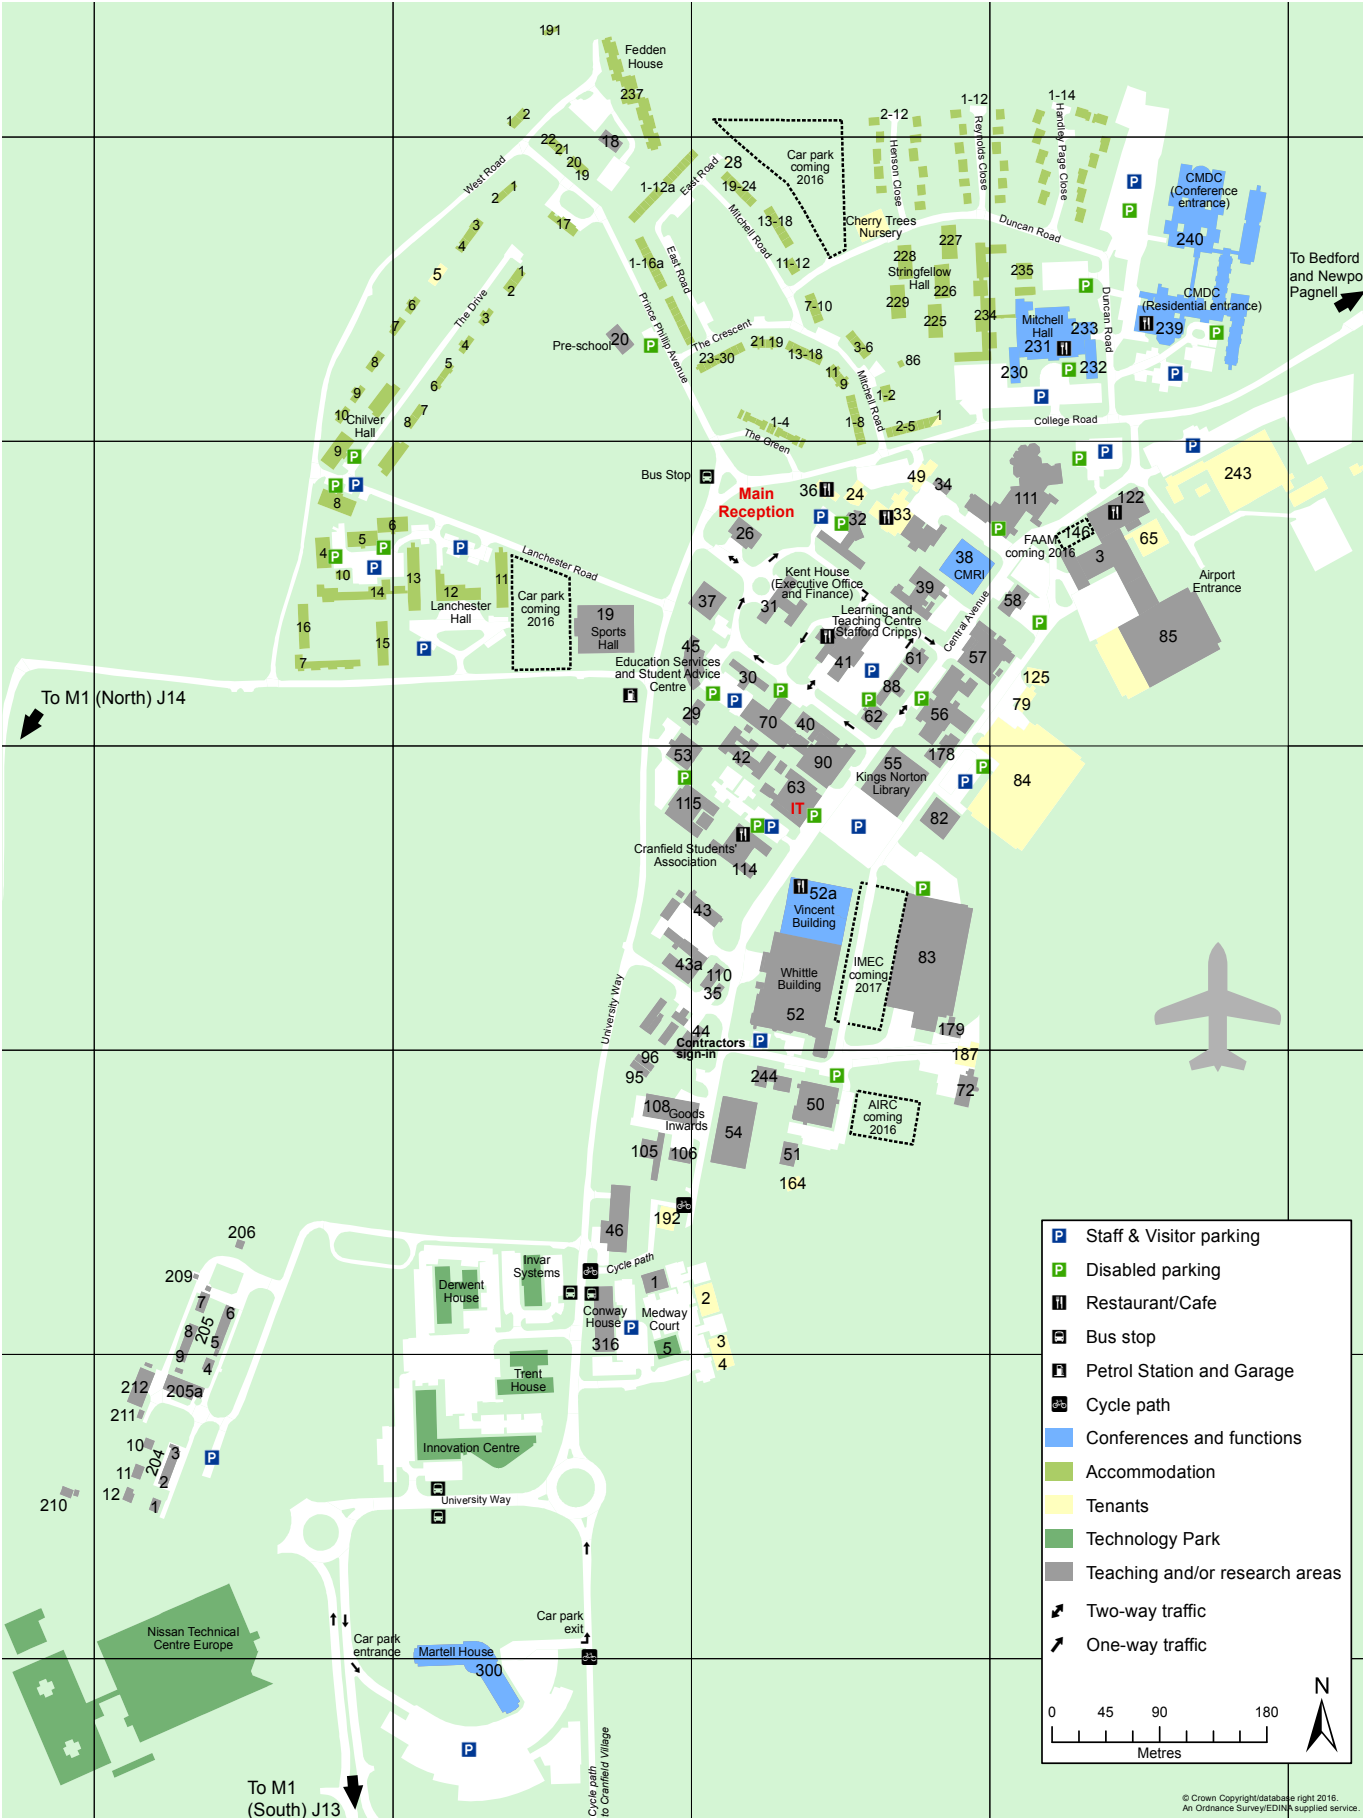 191
Fedden
House
237
1
2
18
22
21
20
19
West Road
1
2
17
3
4
5
1
2
The Drive
6
7
3
4
8
5
6
9
7
10
8
Chilver
Hall
9
8
1-12a
East Road
28
19-24
13-18
Mitchell Road
11-12
Car park
coming
2016
2-12
1-12
1-14
Henson Close
Reynolds Close
Handley Page Close
Cherry Trees
Nursery
Duncan Road
CMDC
(Conference
entrance)
240
CMDC
(Residential entrance)
239
To Bedford
and Newpo
Pagnell
1-16a
East Road
Prince Phillip Avenue
Pre-school
20
The Crescent
23-30
21 19
13-18
11
9
7-10
3-6
86
Mitchell Road
1-2
1-8
2-5
1
1-4
The Green
227
228
Stringfellow
Hall
226
229
225
234
235
Mitchell
Hall
231
233
232
230
Duncan Road
College Road
Bus Stop
Main
Reception
26
36
24
32
33
49
34
111
122
243
146
FAAM
coming 2016
3
65
Airport
Entrance
85
38
CMRI
39
58
Central Avenue
Kent House
(Executive Office
and Finance)
31
37
Learning and
Teaching Centre
(Stafford Cripps)
41
61
57
88
62
56
125
79
6
5
4
10
14
13
12
11
Lanchester
Hall
Lanchester Road
Car park
coming
2016
19
Sports
Hall
16
15
7
45
Education Services
and Student Advice
Centre
30
29
70
40
To M1 (North) J14
53
42
90
55
Kings Norton
Library
178
84
82
115
63
IT
Cranfield Students'
Association
114
52a
Vincent
Building
43
43a
110
35
Whittle
Building
52
IMEC
coming
2017
83
179
187
72
University Way
44
Contractors
sign-in
96
95
244
50
AIRC
coming
2016
108
Goods
Inwards
54
105
106
51
164
192
46
Cycle path
206
209
7
6
8
205
5
9
4
212
205a
211
10
3
204
11
2
12
1
210
Derwent
House
Invar
Systems
Conway
House
316
1
Medway
Court
2
5
3
4
Trent
House
Innovation Centre
University Way
Nissan Technical
Centre Europe
Car park
entrance
Car park
exit
Martell House
300
Cycle path
to Cranfield Village
To M1
(South) J13
P Staff & Visitor parking
P Disabled parking
Restaurant/Cafe
Bus stop
Petrol Station and Garage
Cycle path
Conferences and functions
Accommodation
Tenants
Technology Park
Teaching and/or research areas
Two-way traffic
One-way traffic
N
0 45 90 180
Metres
© Crown Copyright/database right 2016.
An Ordnance Survey/EDINA supplied service.